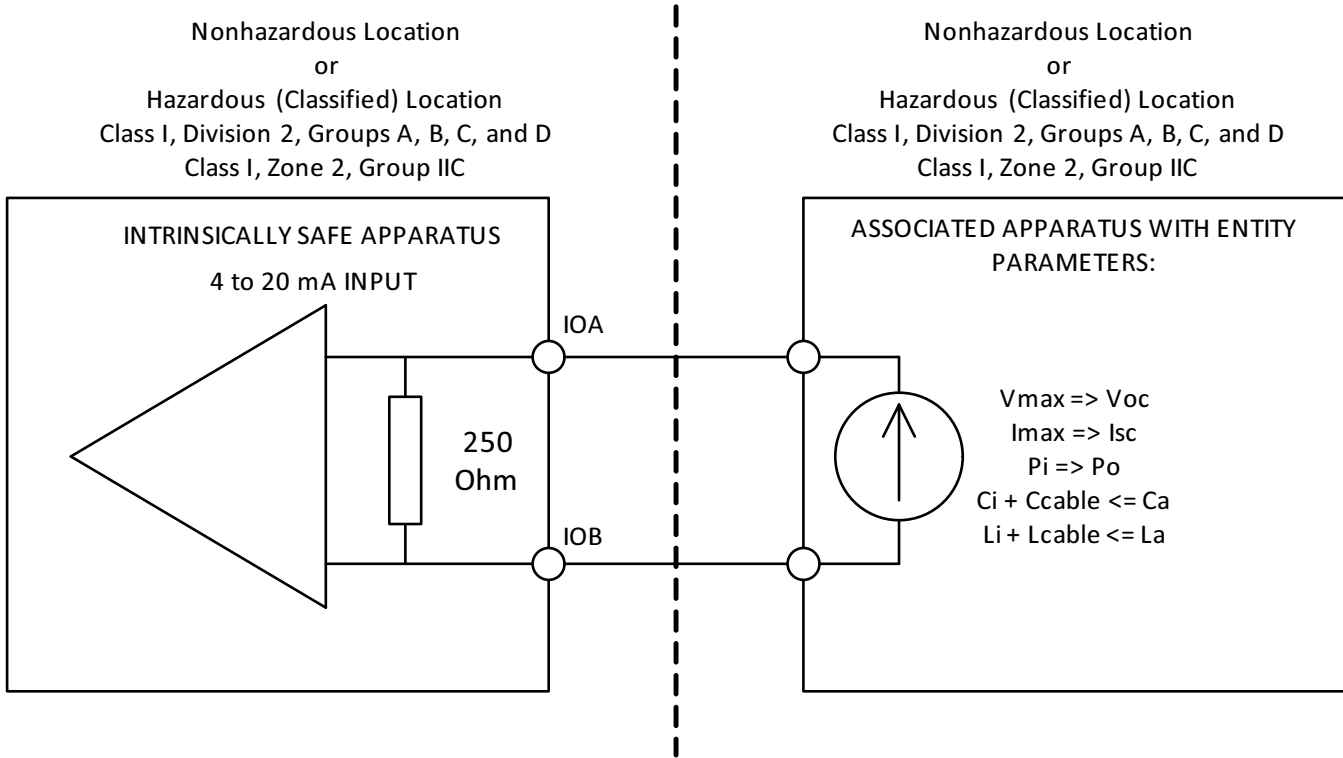 Nonhazardous Location
or
Hazardous (Classified) Location
Class I, Division 2, Groups A, B, C, and D
Class I, Zone 2, Group IIC
INTRINSICALLY SAFE APPARATUS
4 to 20 mA INPUT
250
Ohm
IOA
IOB
Nonhazardous Location
or
Hazardous (Classified) Location
Class I, Division 2, Groups A, B, C, and D
Class I, Zone 2, Group IIC
ASSOCIATED APPARATUS WITH ENTITY
PARAMETERS:
Vmax => Voc
Imax => Isc
Pi => Po
Ci + Ccable <= Ca
Li + Lcable <= La